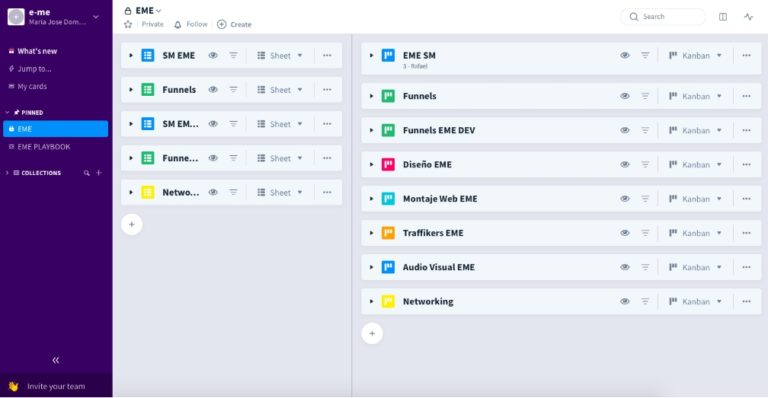 e-me
Maria Jose Dom...
What's new
Jump to...
My cards
PINNED
EME
EME PLAYBOOK
COLLECTIONS
Invite your team
EME
Private
Follow
Create
Search
SM EME
Sheet
Funnels
Sheet
SM EM...
Sheet
Funne...
Sheet
Netwo...
Sheet
EME SM
3 - Rafael
Kanban
Funnels
Kanban
Funnels EME DEV
Kanban
Diseño EME
Kanban
Montaje Web EME
Kanban
Traffikers EME
Kanban
Audio Visual EME
Kanban
Networking
Kanban